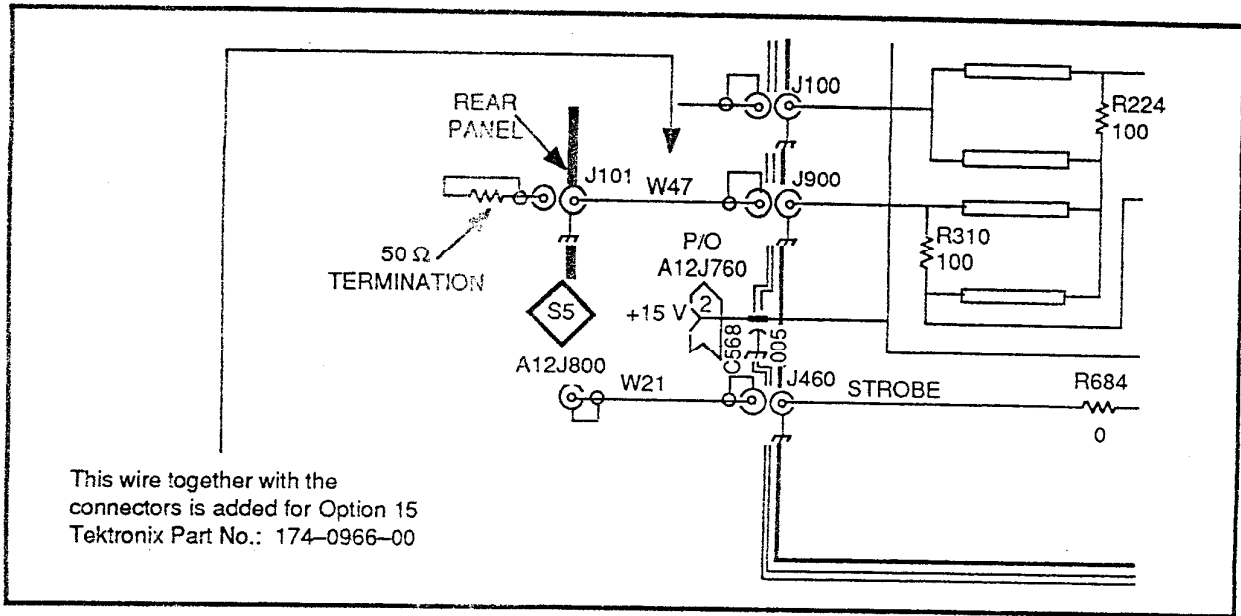 J100
R224
100
REAR
PANEL
J101
W47
J900
50 Ω
TERMINATION
P/O
A12J760
R310
100
S5
+15 V
2
C568
.005
A12J800
W21
J460
STROBE
R684
0
This wire together with the
connectors is added for Option 15
Tektronix Part No.: 174–0966–00